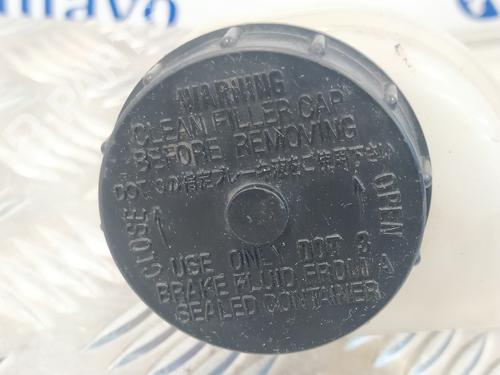 WARNING
CLEAN FILLER CAP
BEFORE REMOVING
CLOSE
OPEN
USE ONLY DOT 3
BRAKE FLUID FROM A
SEALED CONTAINER